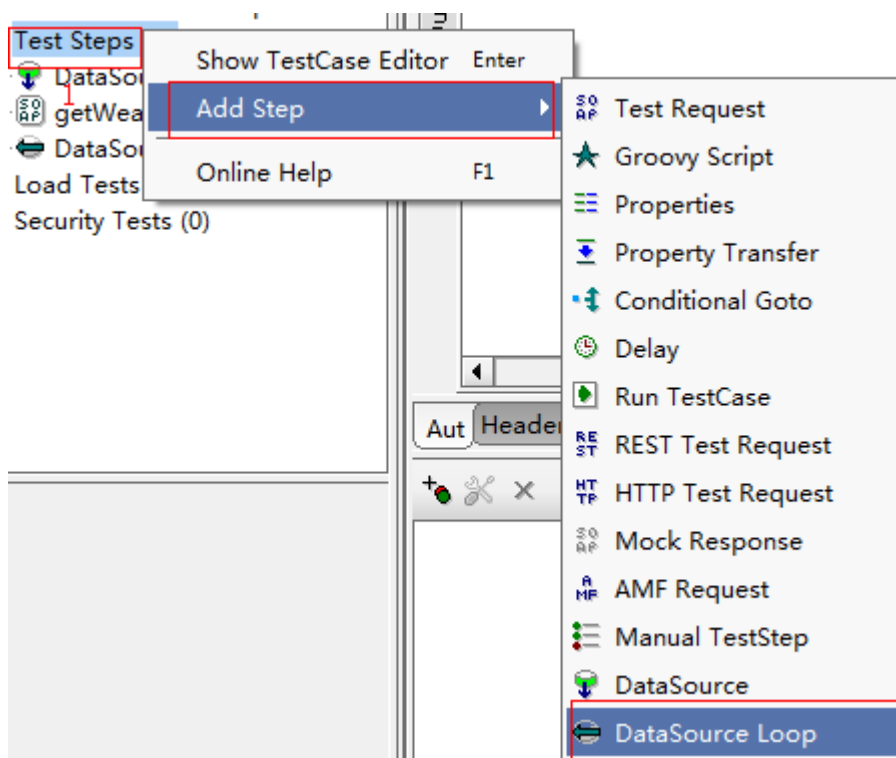 Test Steps
1
DataSou
getWea
DataSou
Load Tests
Security Tests (0)
Show TestCase Editor Enter
Add Step
Online Help F1
Aut
Header
Test Request
Groovy Script
Properties
Property Transfer
Conditional Goto
Delay
Run TestCase
REST Test Request
HTTP Test Request
Mock Response
AMF Request
Manual TestStep
DataSource
DataSource Loop